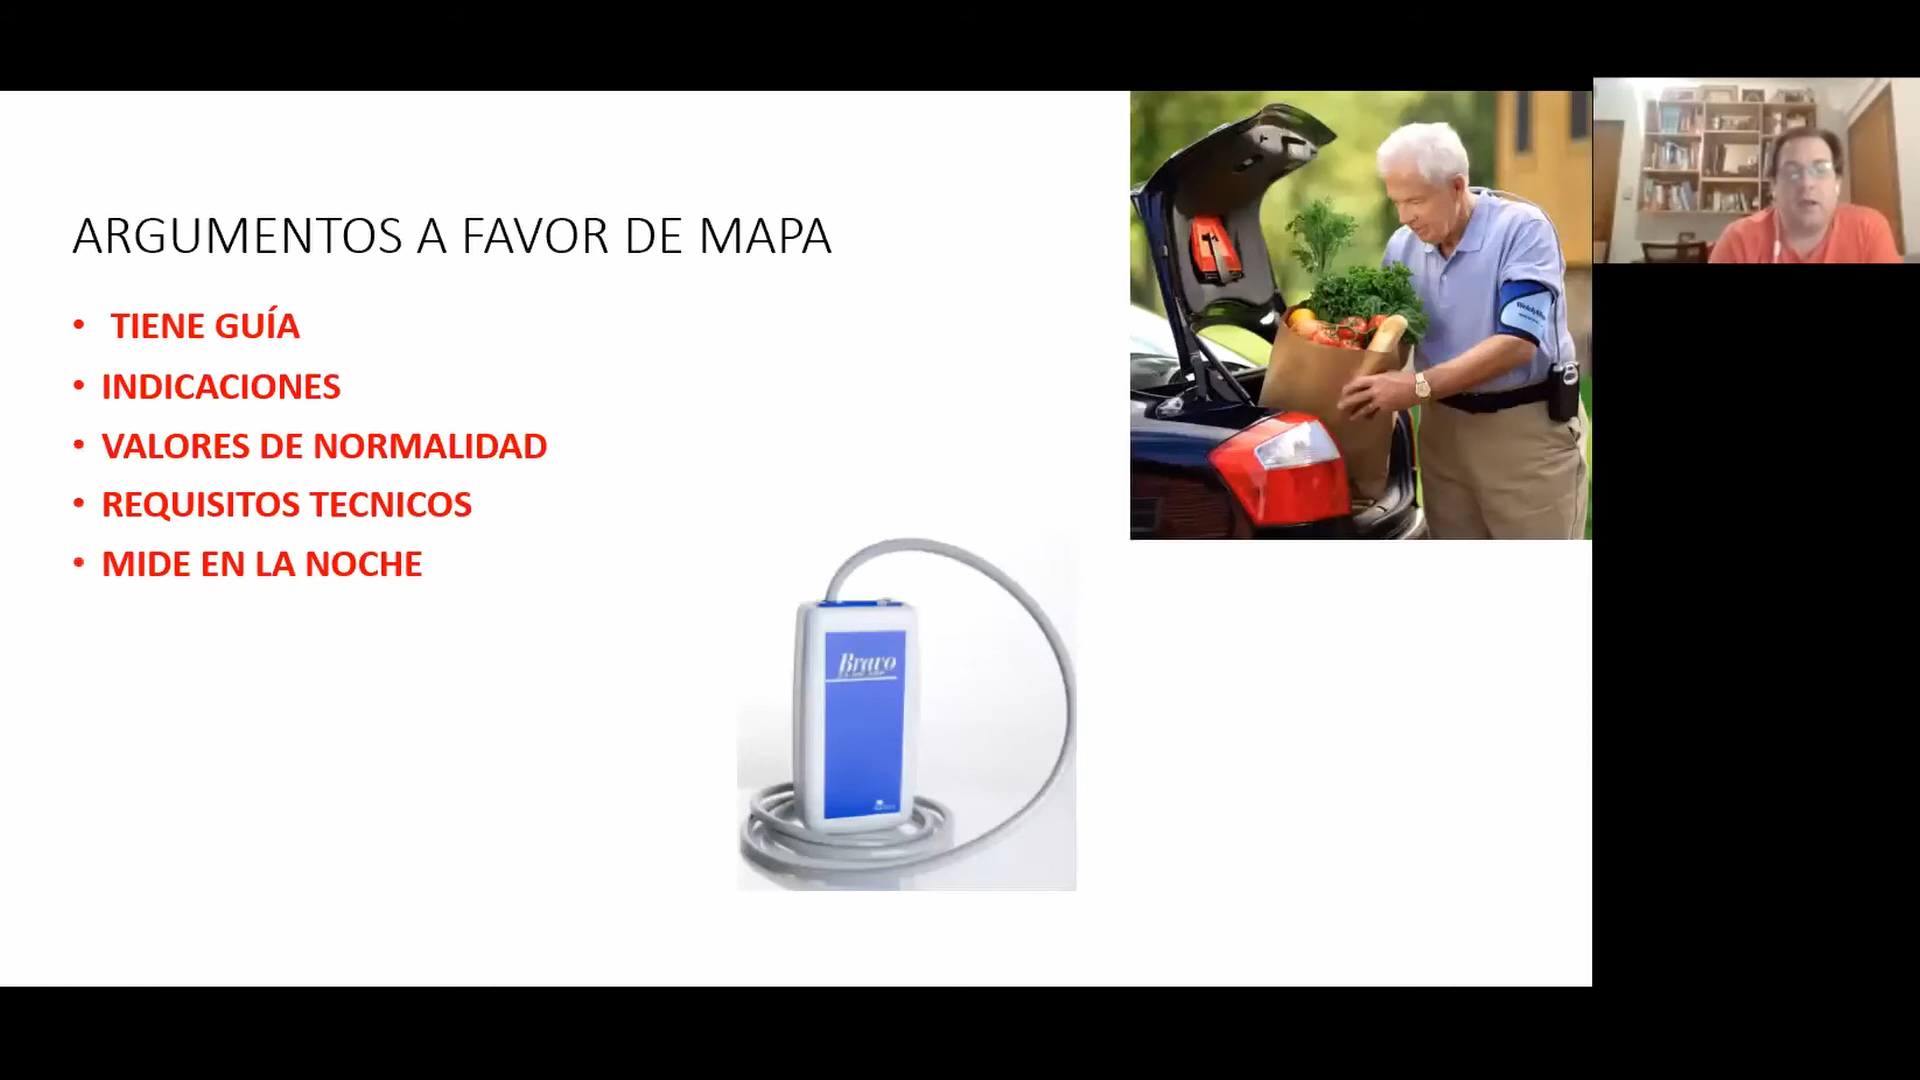 ARGUMENTOS A FAVOR DE MAPA
• TIENE GUÍA
• INDICACIONES
• VALORES DE NORMALIDAD
• REQUISITOS TECNICOS
• MIDE EN LA NOCHE
Bravo